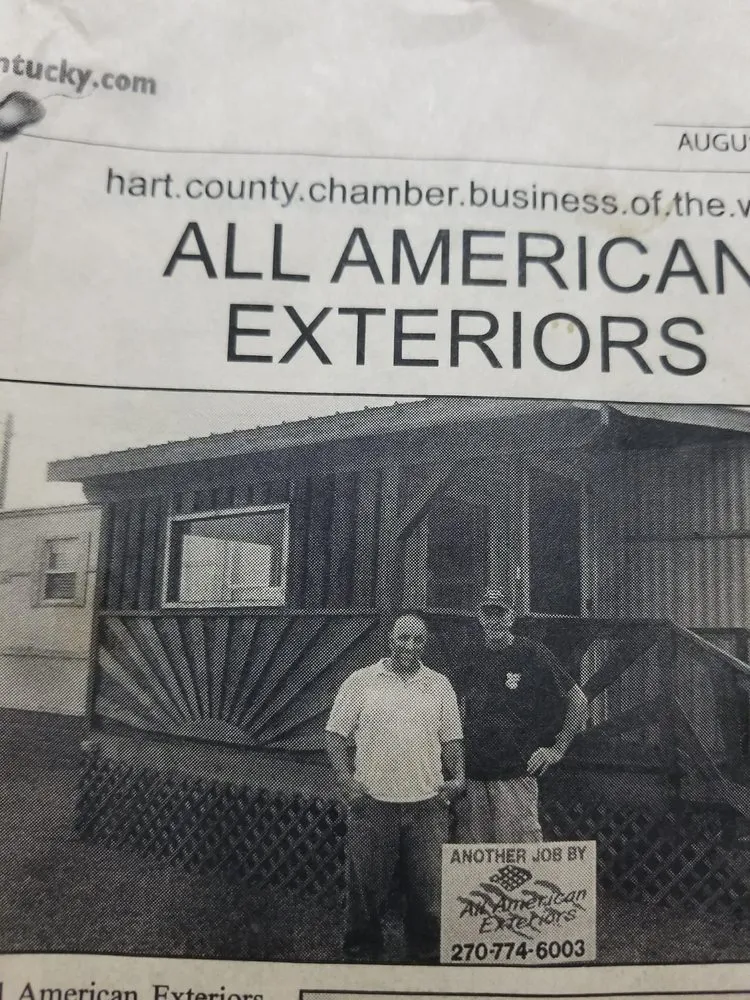 ntucky.com
AUGU
hart.county.chamber.business.of.the.w
ALL AMERICAN
EXTERIORS
ANOTHER JOB BY
All American
Exteriors
270-774-6003
l American Exteriors